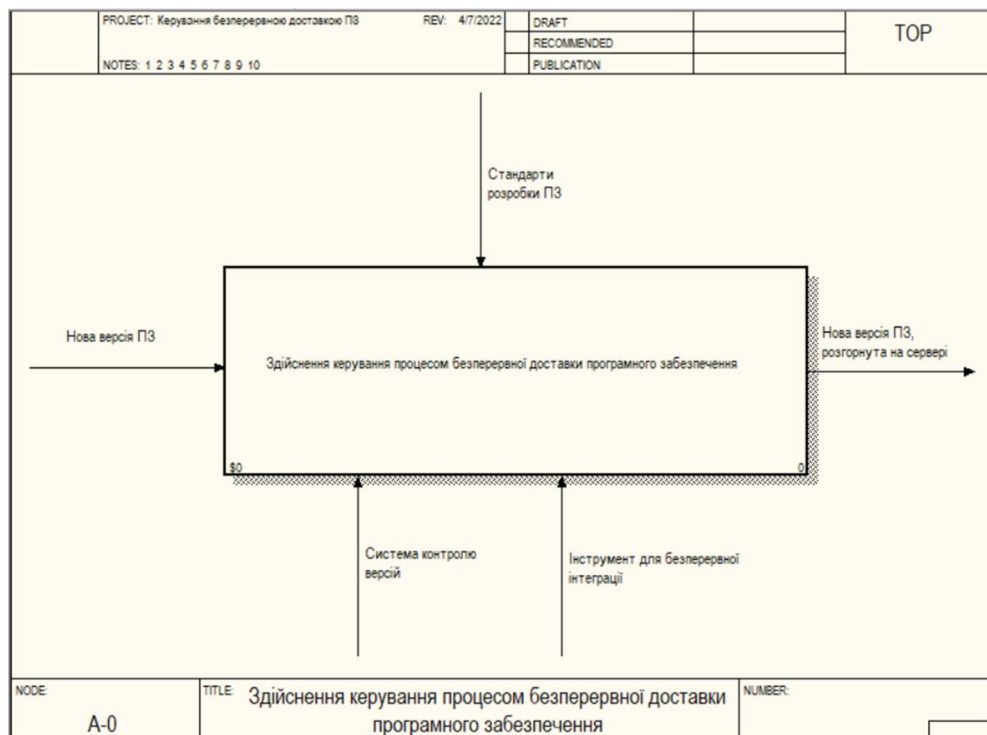 PROJECT: Керування безперервною доставкою ПЗ
REV: 4/7/2022
DRAFT
RECOMMENDED
PUBLICATION
TOP
NOTES: 1 2 3 4 5 6 7 8 9 10
Стандарти
розробки ПЗ
Нова версія ПЗ
Здійснення керування процесом безперервної доставки програмного забезпечення
Нова версія ПЗ,
розгорнута на сервері
$0
0
Система контролю
версій
Інструмент для безперервної
інтеграції
NODE:
A-0
TITLE:
Здійснення керування процесом безперервної доставки
програмного забезпечення
NUMBER: